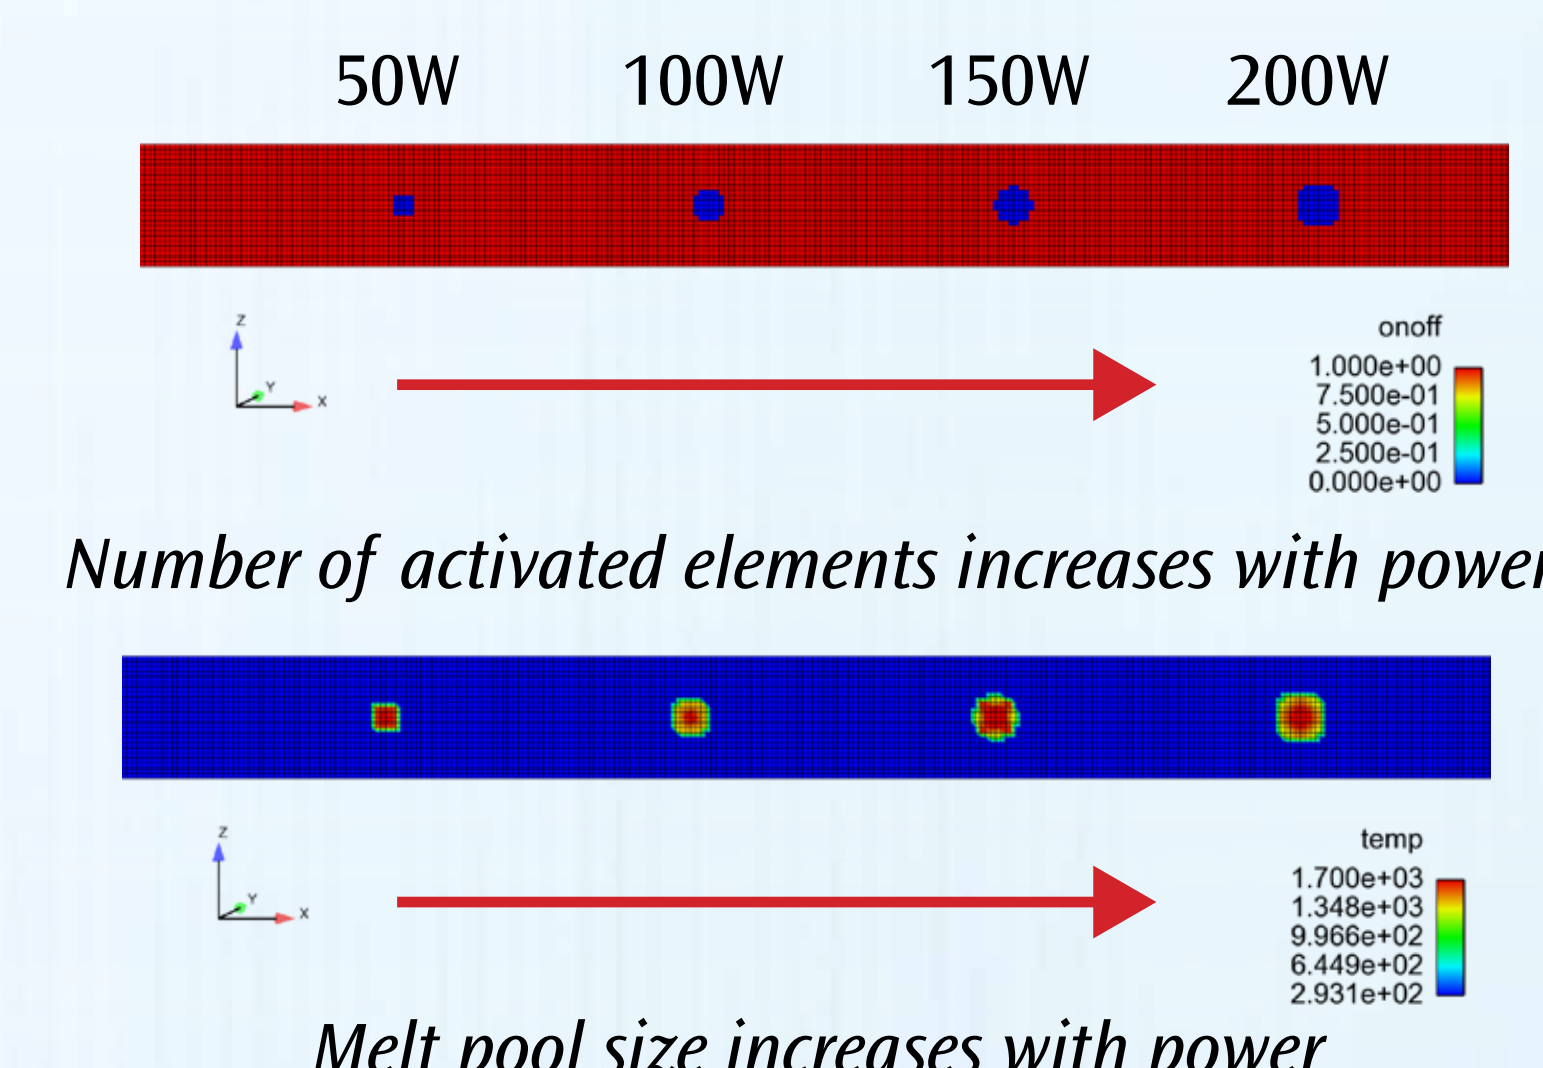 50W 100W 150W 200W
Z
Y
X
onoff
1.000e+00
7.500e-01
5.000e-01
2.500e-01
0.000e+00
Number of activated elements increases with power
Z
Y
X
temp
1.700e+03
1.348e+03
9.966e+02
6.449e+02
2.931e+02
Melt pool size increases with power